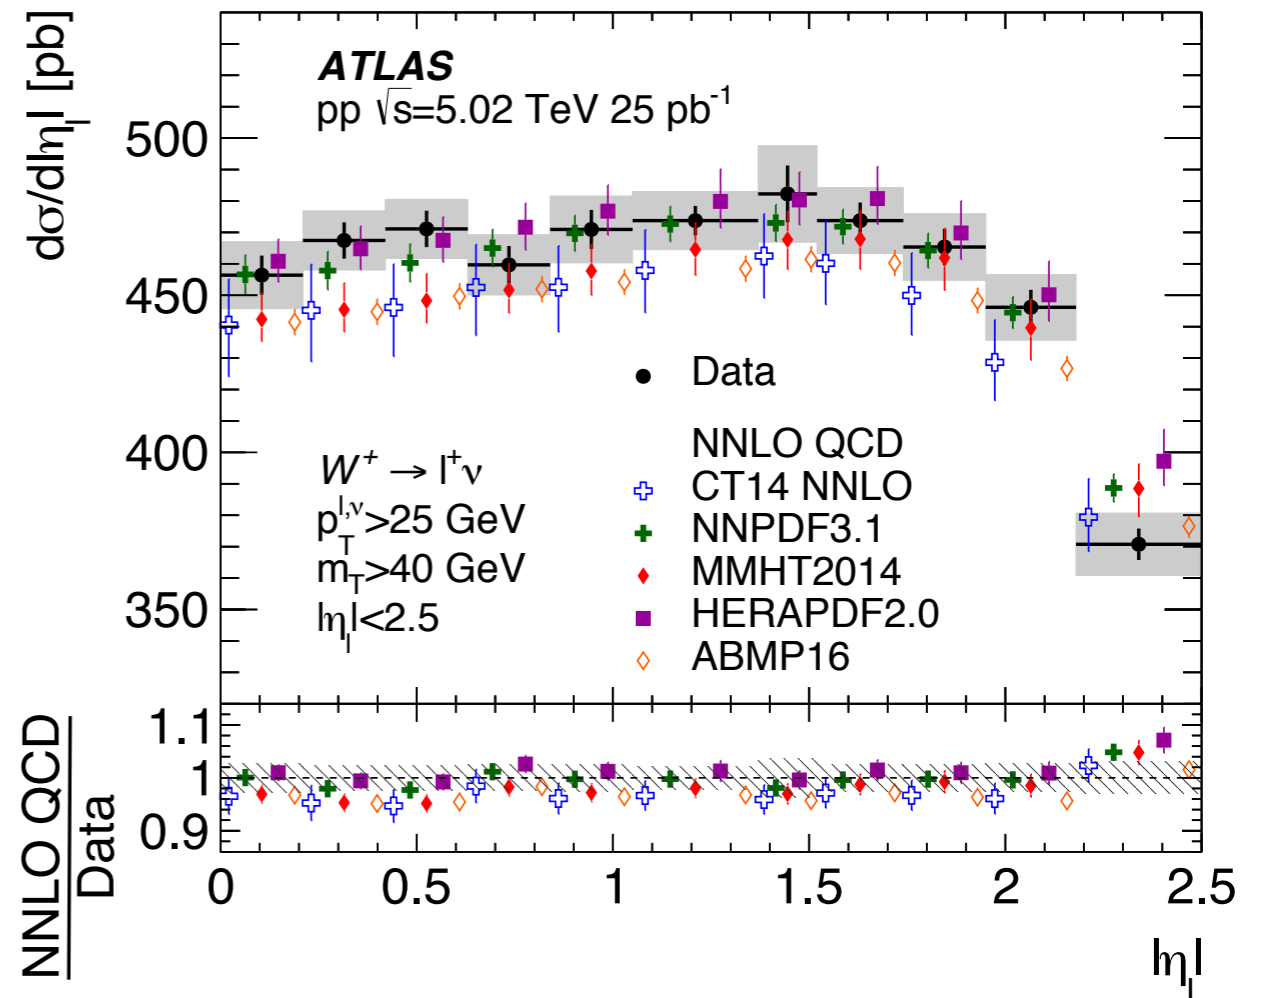 dσ/d|η_l| [pb]
ATLAS
pp √s=5.02 TeV 25 pb⁻¹
500
450
400
350
Data
NNLO QCD
CT14 NNLO
NNPDF3.1
MMHT2014
HERAPDF2.0
ABMP16
W⁺ → l⁺ν
p_T^{l,ν}>25 GeV
m_T>40 GeV
|η_l|<2.5
NNLO QCD
Data
1.1
1
0.9
0 0.5 1 1.5 2 2.5
|η_l|